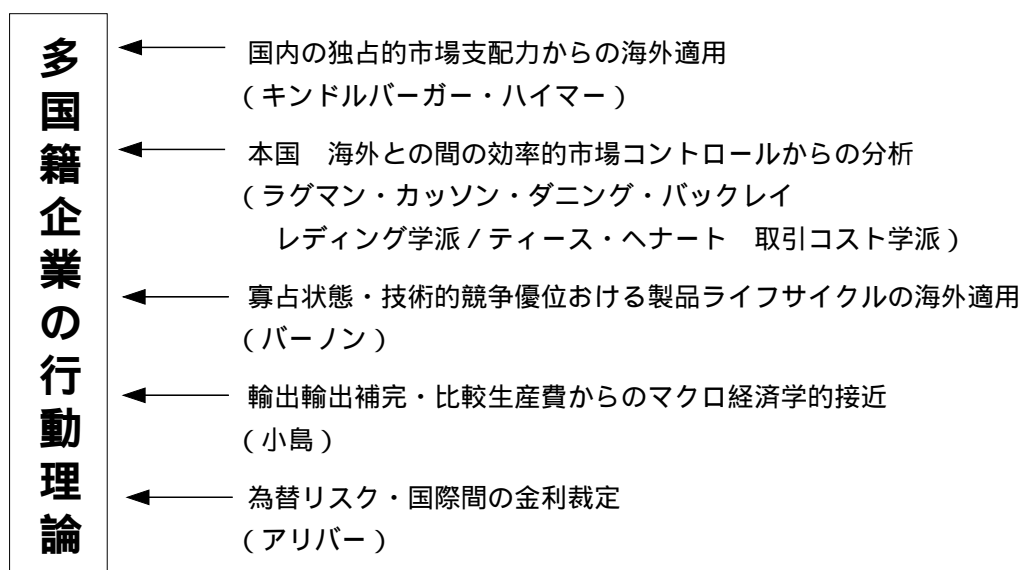 多国籍企業の行動理論
国内の独占的市場支配力からの海外適用
(キンドルバーガー・ハイマー)
本国　海外との間の効率的市場コントロールからの分析
(ラグマン・カッソン・ダニング・バックレイ
レディング学派/ティース・ヘナート　取引コスト学派)
寡占状態・技術的競争優位おける製品ライフサイクルの海外適用
(バーノン)
輸出輸出補完・比較生産費からのマクロ経済学的接近
(小島)
為替リスク・国際間の金利裁定
(アリバー)